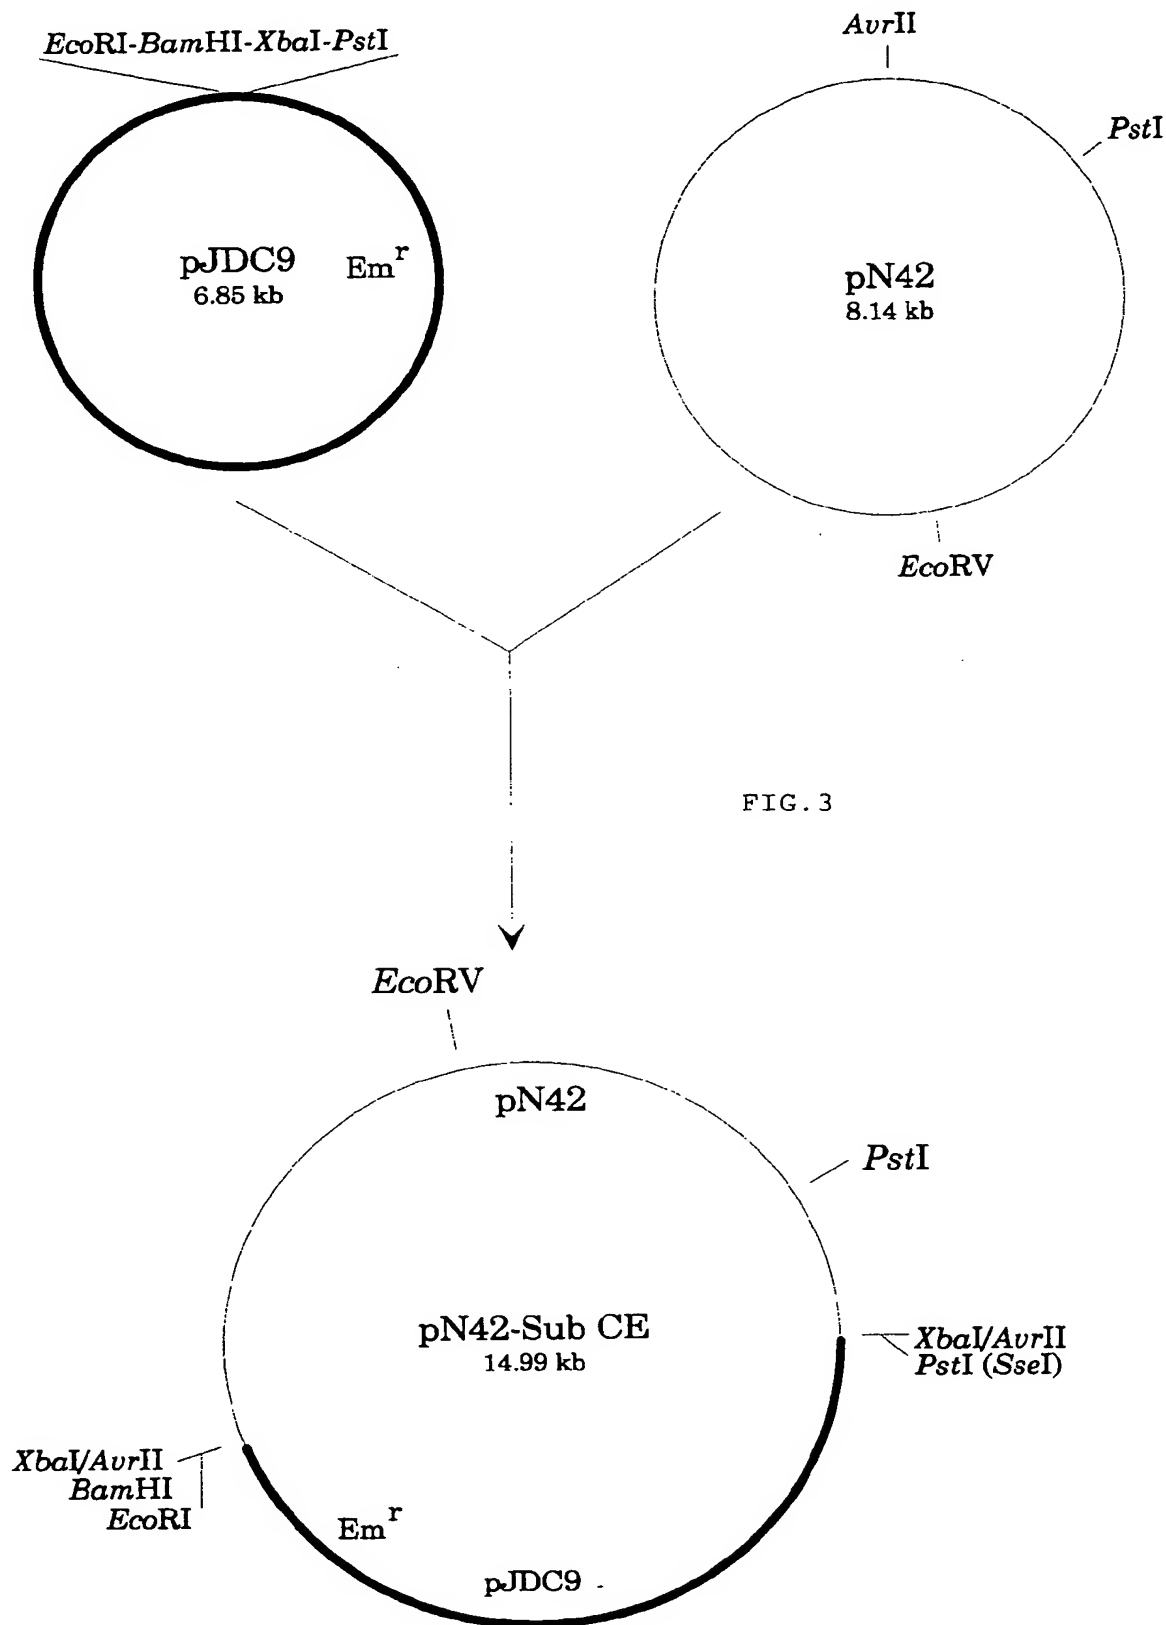 EcoRI-BamHI-XbaI-PstI
AvrII
PstI
pJDC9
6.85 kb
Em^r
pN42
8.14 kb
EcoRV
FIG.3
EcoRV
pN42
PstI
pN42-Sub CE
14.99 kb
XbaI/AvrII
PstI (SseI)
XbaI/AvrII
BamHI
EcoRI
Em^r
pJDC9